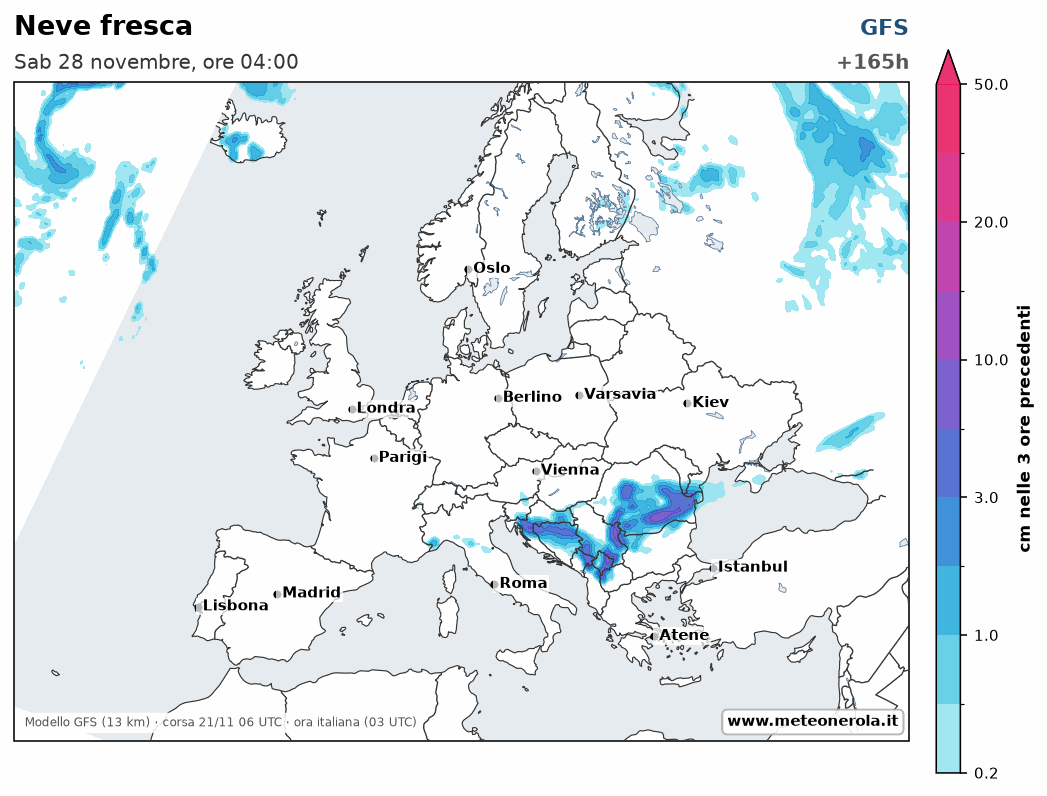 Neve fresca
GFS
Sab 28 novembre, ore 04:00
+165h
50.0
20.0
10.0
3.0
1.0
0.2
cm nelle 3 ore precedenti
Oslo
Berlino
Varsavia
Kiev
Londra
Parigi
Vienna
Istanbul
Roma
Madrid
Lisbona
Atene
Modello GFS (13 km) · corsa 21/11 06 UTC · ora italiana (03 UTC)
www.meteonerola.it